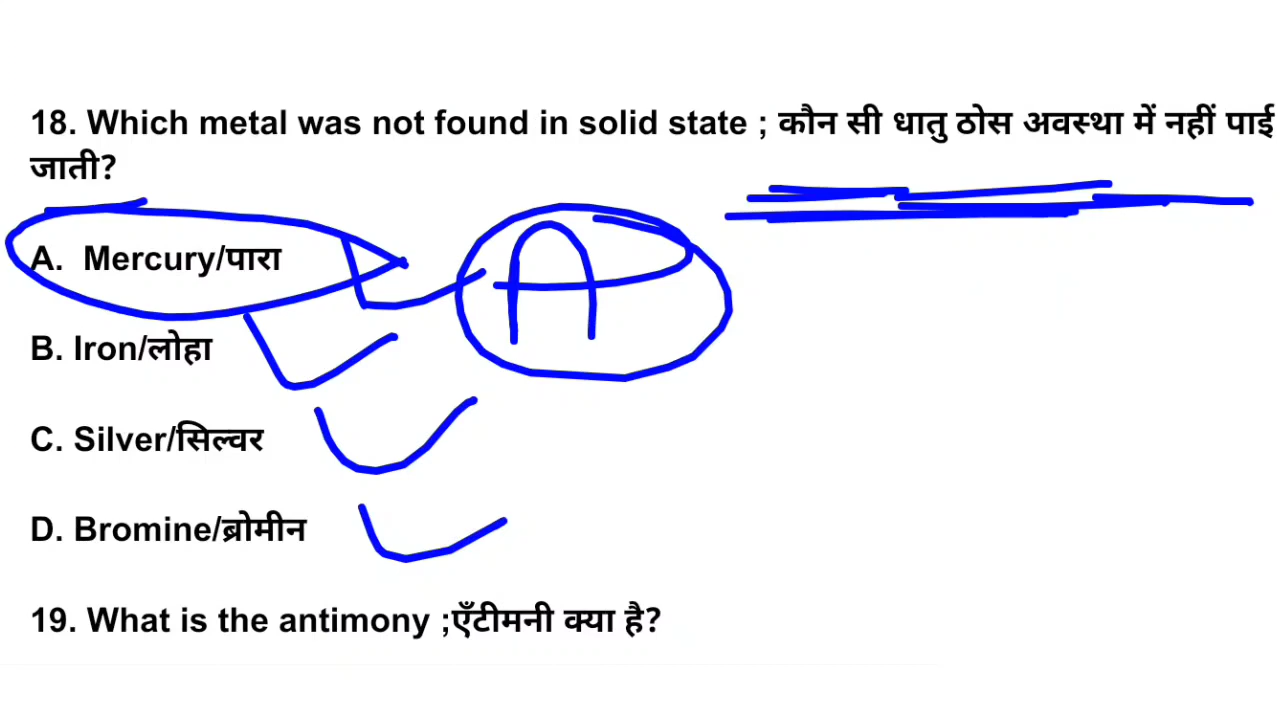 18. Which metal was not found in solid state ; कौन सी धातु ठोस अवस्था में नहीं पाई
जाती?
A. Mercury/पारा
A
B. Iron/लोहा
C. Silver/सिल्वर
D. Bromine/ब्रोमीन
19. What is the antimony ;एँटीमनी क्या है?